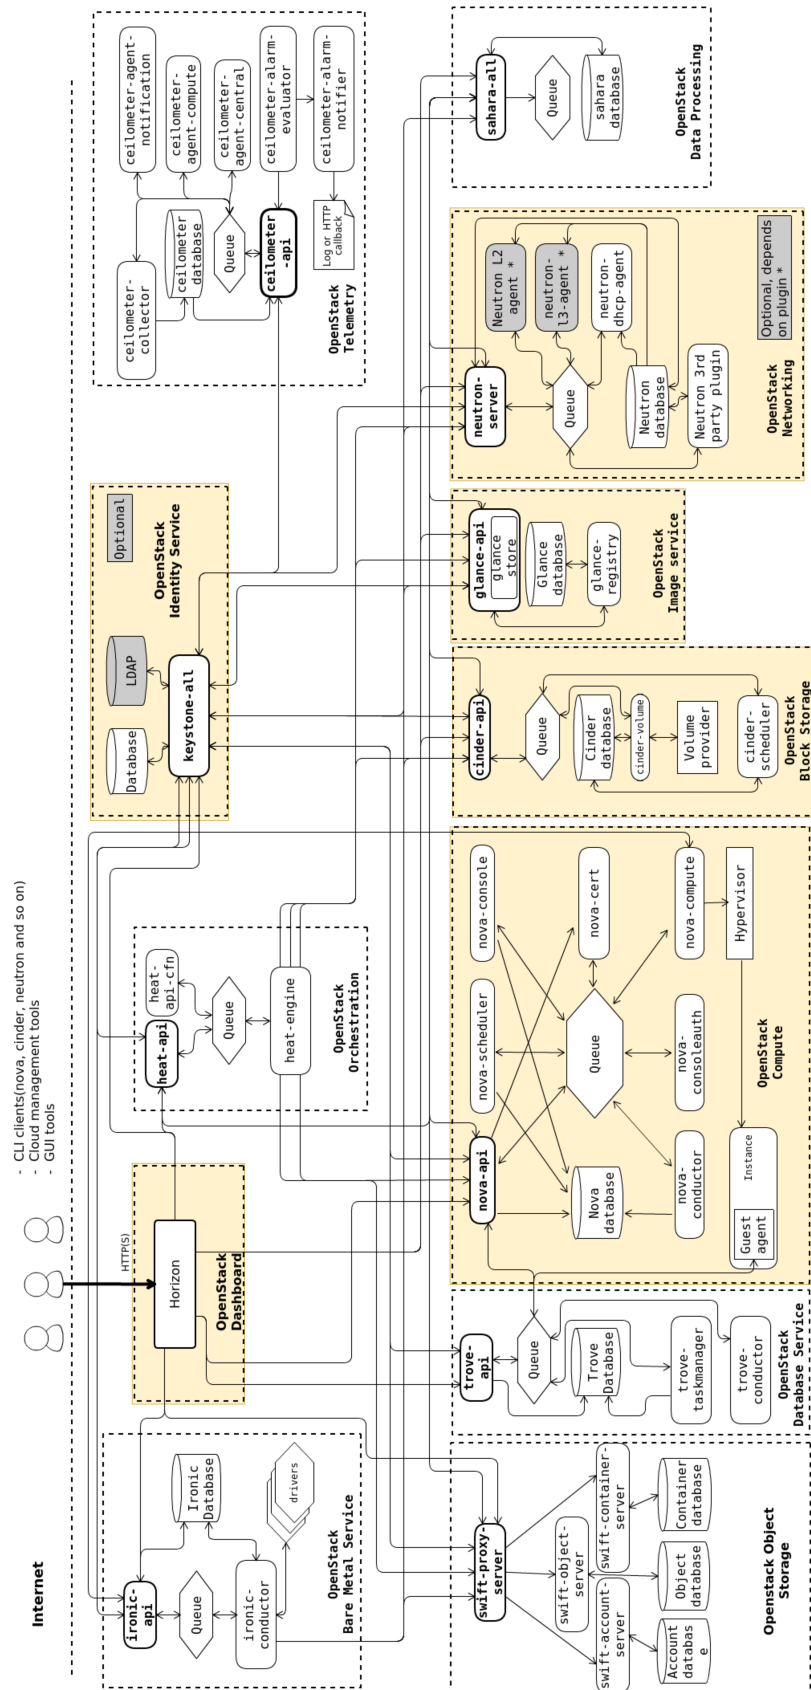 Internet
- CLI clients(nova, cinder, neutron and so on)
- Cloud management tools
- GUI tools
HTTP(S)
ironic-
api
Queue
ironic-
conductor
Ironic
Database
drivers
OpenStack
Bare Metal Service
Horizon
OpenStack
Dashboard
heat-api
heat-
api-cfn
Queue
heat-engine
OpenStack
Orchestration
Database
LDAP
Optional
keystone-all
OpenStack
Identity Service
ceilometer-
collector
ceilometer-agent-
notification
ceilometer-
agent-compute
ceilometer-
agent-central
ceilometer-alarm-
evaluator
ceilometer-alarm-
notifier
ceilometer
database
Queue
ceilometer
-api
Log or HTTP
callback
OpenStack
Telemetry
swift-proxy-
server
swift-object-
server
swift-account-
server
swift-container-
server
Account
databas
e
Object
database
Container
database
Openstack Object
Storage
trove-
api
Queue
Trove
Database
trove-
taskmanager
trove-
conductor
OpenStack
Database Service
nova-api
nova-scheduler
nova-console
Nova
database
Queue
nova-cert
nova-
conductor
nova-
consoleauth
nova-compute
Hypervisor
Instance
Guest
agent
OpenStack
Compute
cinder-api
Queue
Cinder
database
cinder-volume
Volume
provider
cinder-
scheduler
OpenStack
Block Storage
glance-api
glance
store
Glance
database
glance-
registry
OpenStack
Image service
neutron-
server
Neutron L2
agent *
neutron-
l3-agent *
neutron-
dhcp-agent
Queue
Neutron
database
Neutron 3rd
party plugin
Optional, depends
on plugin *
OpenStack
Networking
sahara-all
Queue
sahara
database
OpenStack
Data Processing